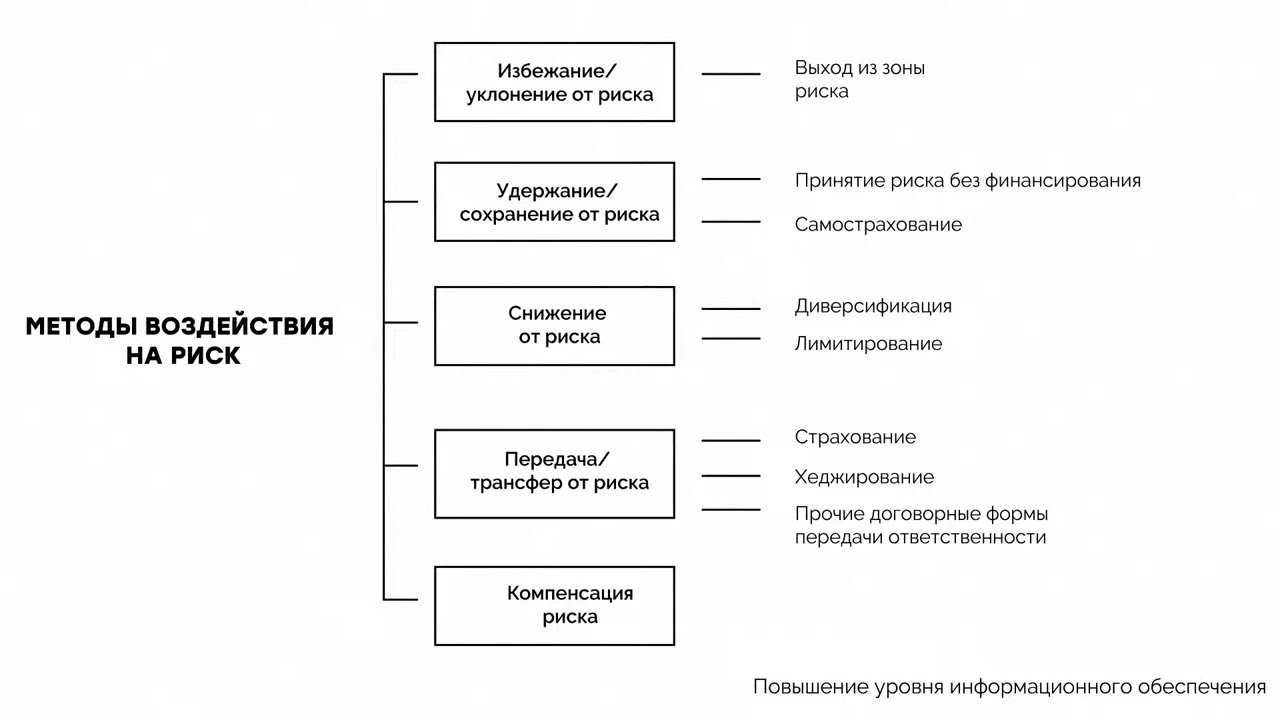 МЕТОДЫ ВОЗДЕЙСТВИЯ
НА РИСК
Избежание/
уклонение от риска
Выход из зоны
риска
Удержание/
сохранение от риска
Принятие риска без финансирования
Самострахование
Снижение
от риска
Диверсификация
Лимитирование
Передача/
трансфер от риска
Страхование
Хеджирование
Прочие договорные формы
передачи ответственности
Компенсация
риска
Повышение уровня информационного обеспечения